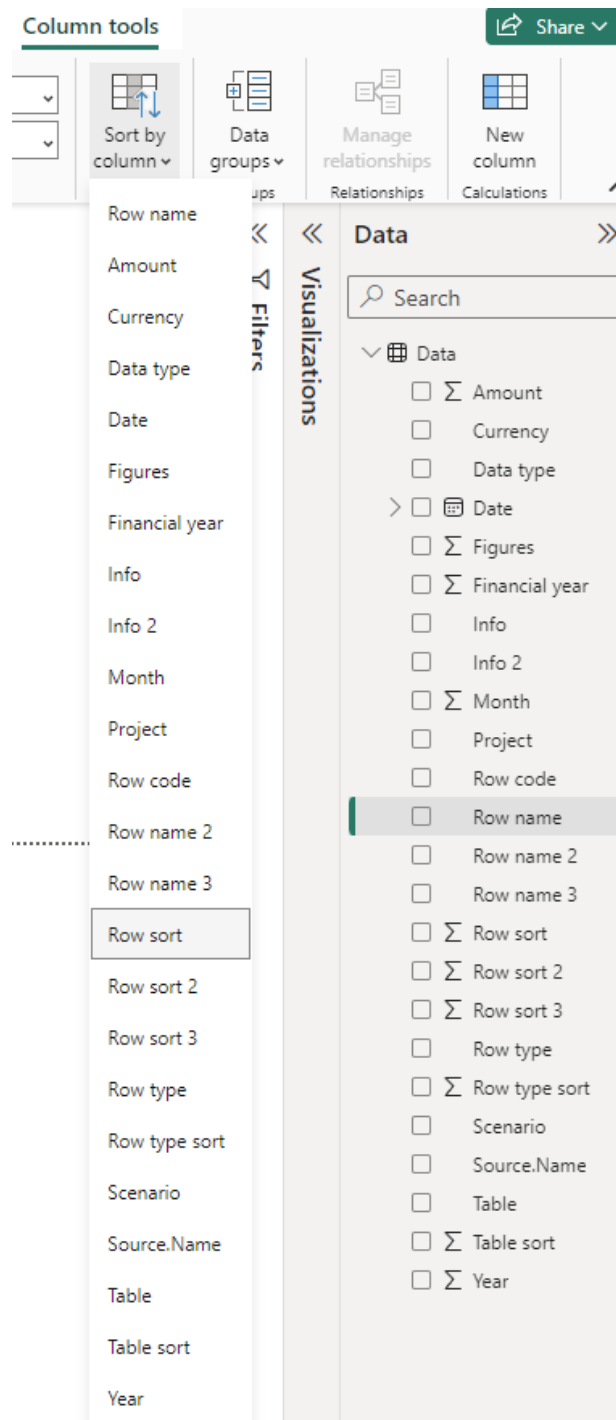 Column tools
Share
Sort by
column
Data
groups
Manage
relationships
New
column
ups
Relationships
Calculations
Row name
Amount
Currency
Data type
Date
Figures
Financial year
Info
Info 2
Month
Project
Row code
Row name 2
Row name 3
Row sort
Row sort 2
Row sort 3
Row type
Row type sort
Scenario
Source.Name
Table
Table sort
Year
Filters
Visualizations
Data
Search
Data
Amount
Currency
Data type
Date
Figures
Financial year
Info
Info 2
Month
Project
Row code
Row name
Row name 2
Row name 3
Row sort
Row sort 2
Row sort 3
Row type
Row type sort
Scenario
Source.Name
Table
Table sort
Year